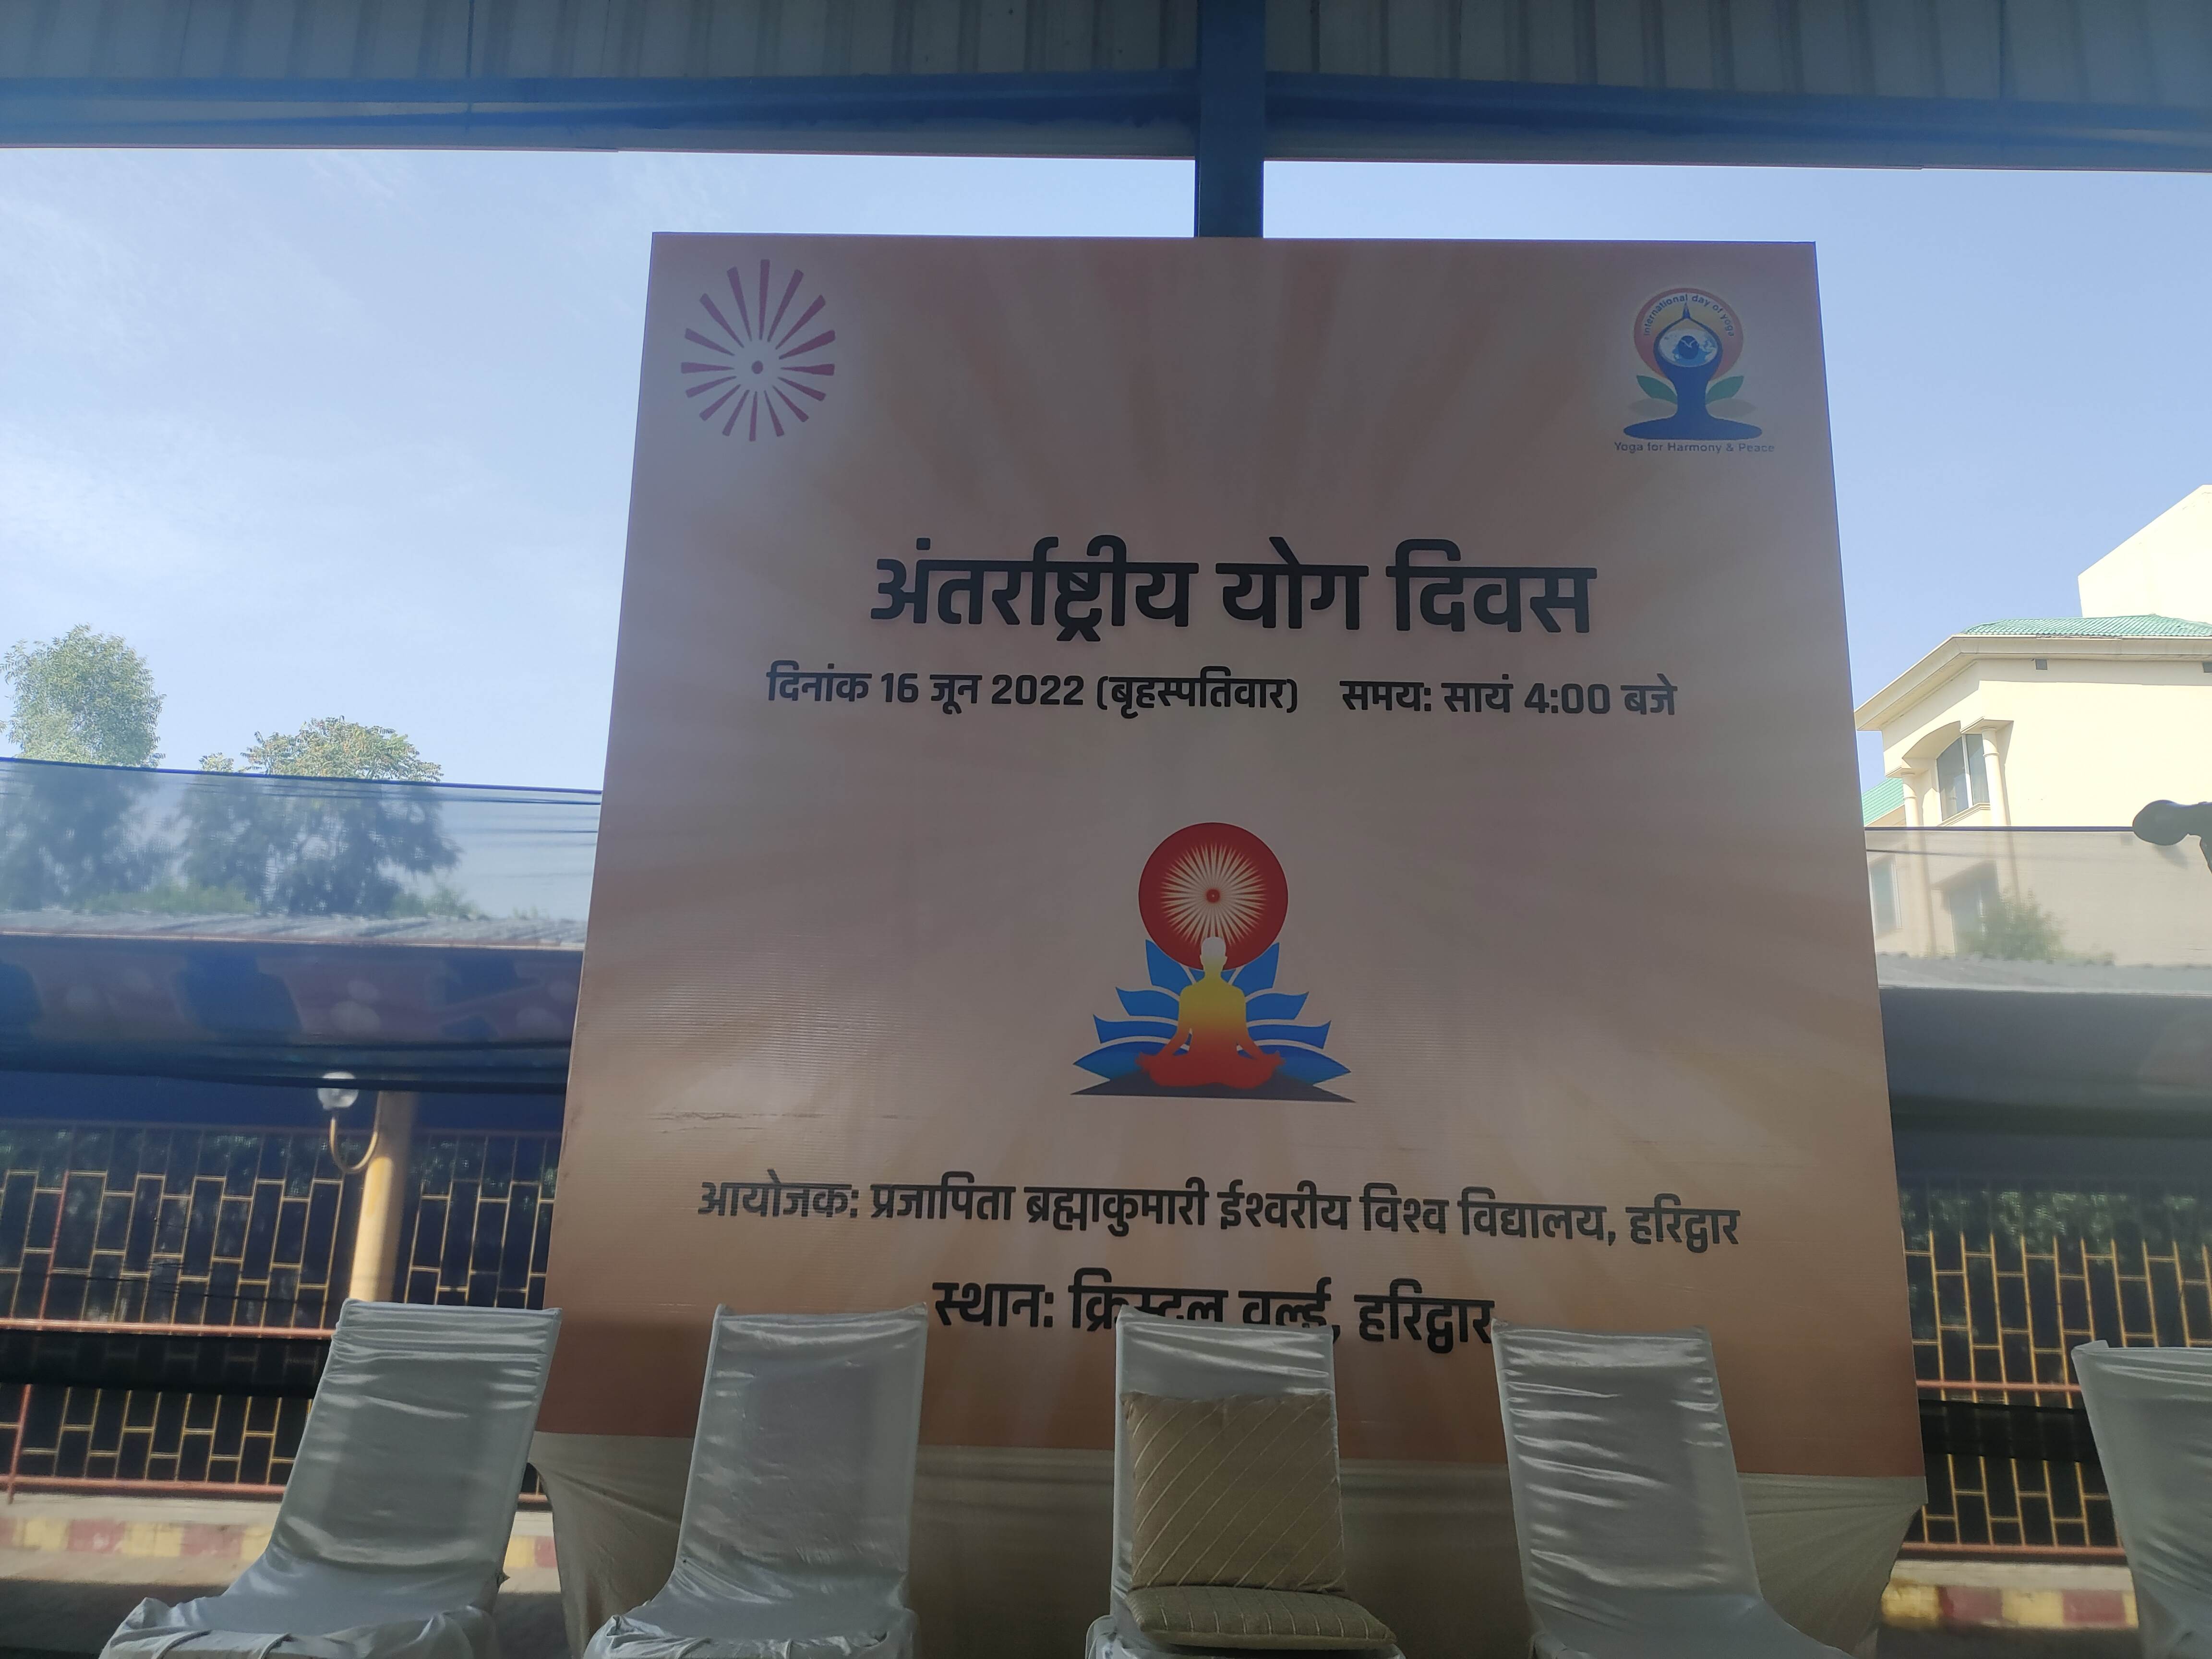 International day of yoga
Yoga for Harmony & Peace
अंतर्राष्ट्रीय योग दिवस
दिनांक 16 जून 2022 (बृहस्पतिवार) समय: सायं 4:00 बजे
आयोजक: प्रजापिता ब्रह्माकुमारी ईश्वरीय विश्व विद्यालय, हरिद्वार
स्थान: क्रिस्टल वर्ल्ड, हरिद्वार